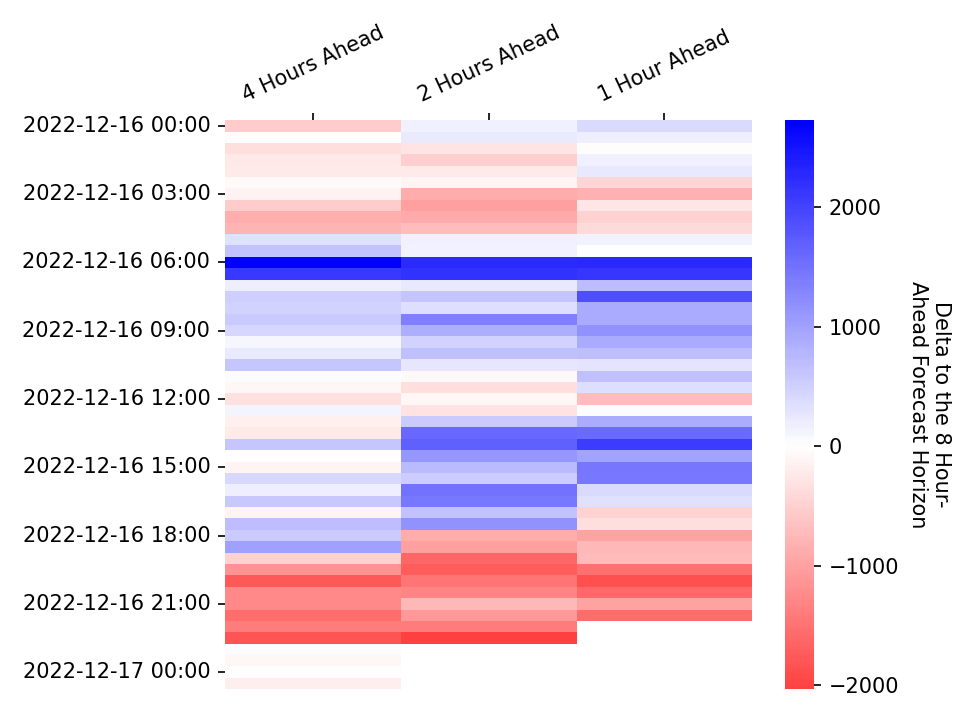 4 Hours Ahead
2 Hours Ahead
1 Hour Ahead
2022-12-16 00:00
2022-12-16 03:00
2022-12-16 06:00
2022-12-16 09:00
2022-12-16 12:00
2022-12-16 15:00
2022-12-16 18:00
2022-12-16 21:00
2022-12-17 00:00
2000
1000
0
−1000
−2000
Delta to the 8 Hour-
Ahead Forecast Horizon